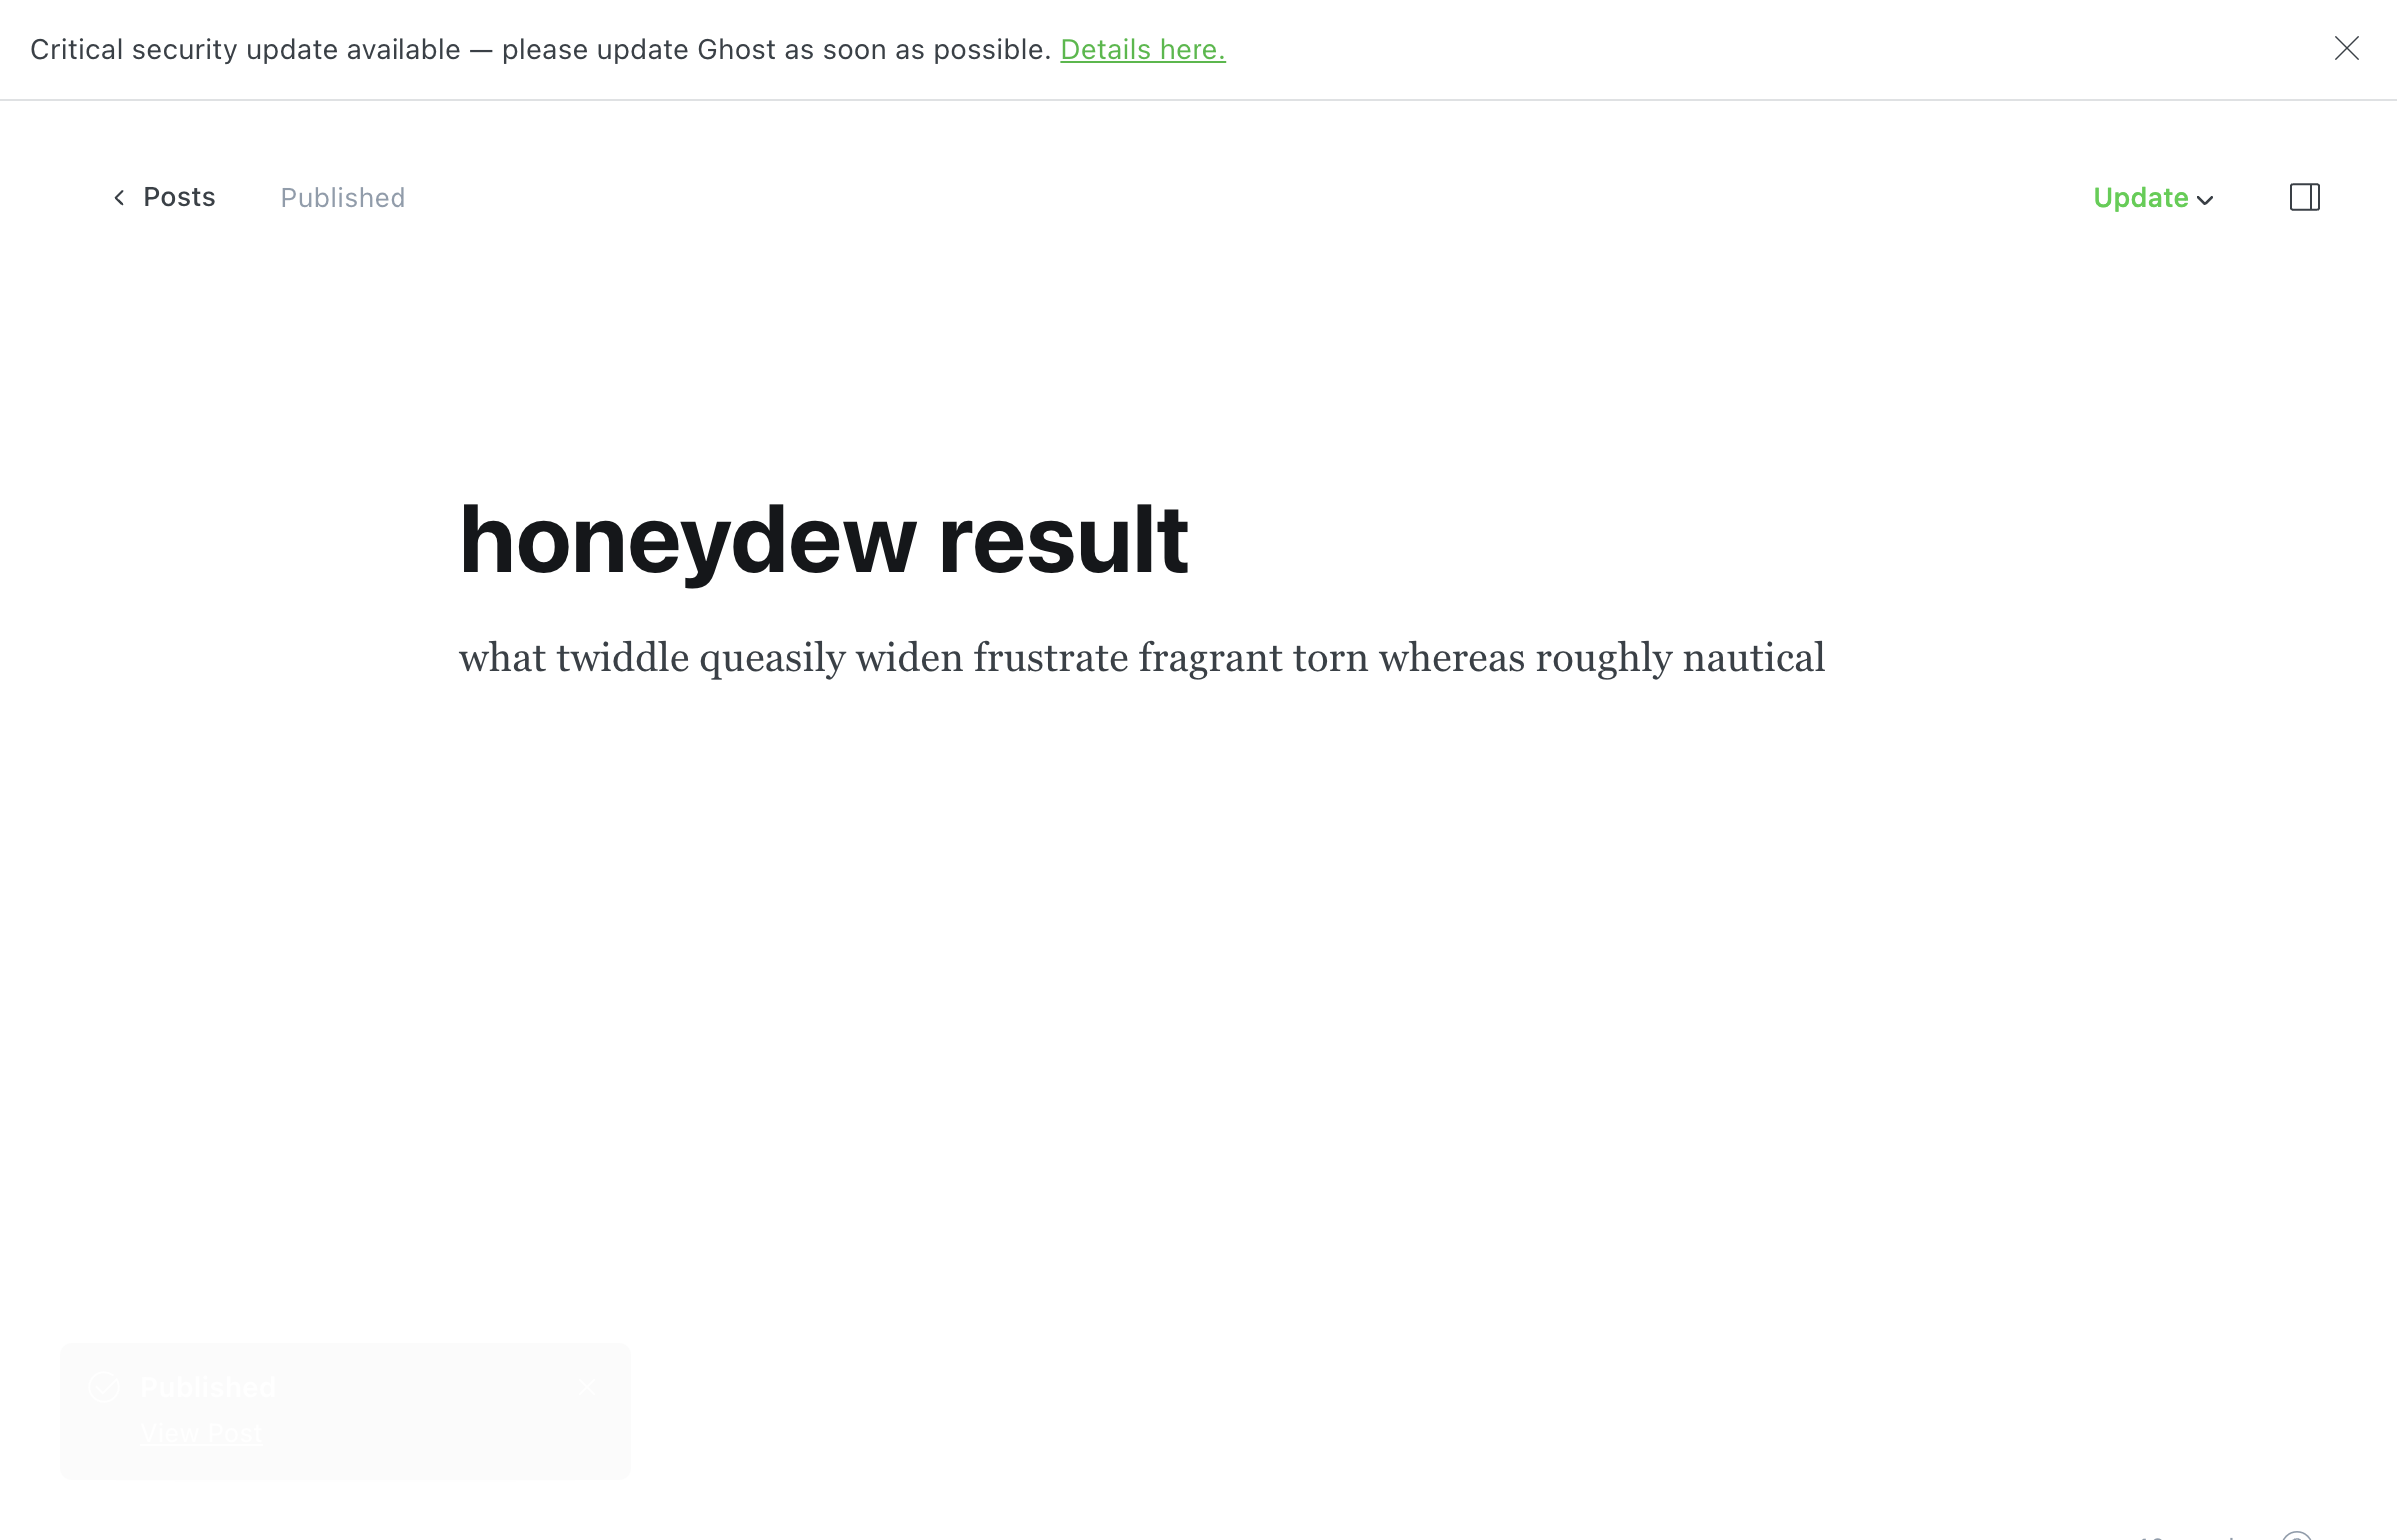 Critical security update available — please update Ghost as soon as possible. Details here.
Posts
Published
Update
honeydew result
what twiddle queasily widen frustrate fragrant torn whereas roughly nautical
Published
View Post